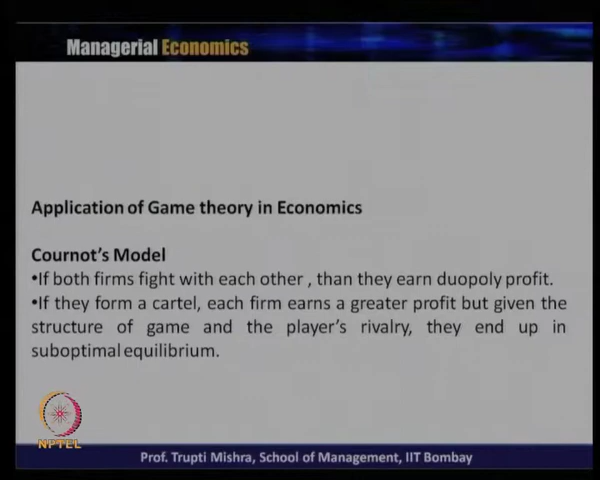 Managerial Economics
Application of Game theory in Economics
Cournot's Model
•If both firms fight with each other , than they earn duopoly profit.
•If they form a cartel, each firm earns a greater profit but given the
structure of game and the player's rivalry, they end up in
suboptimal equilibrium.
NPTEL
Prof. Trupti Mishra, School of Management, IIT Bombay